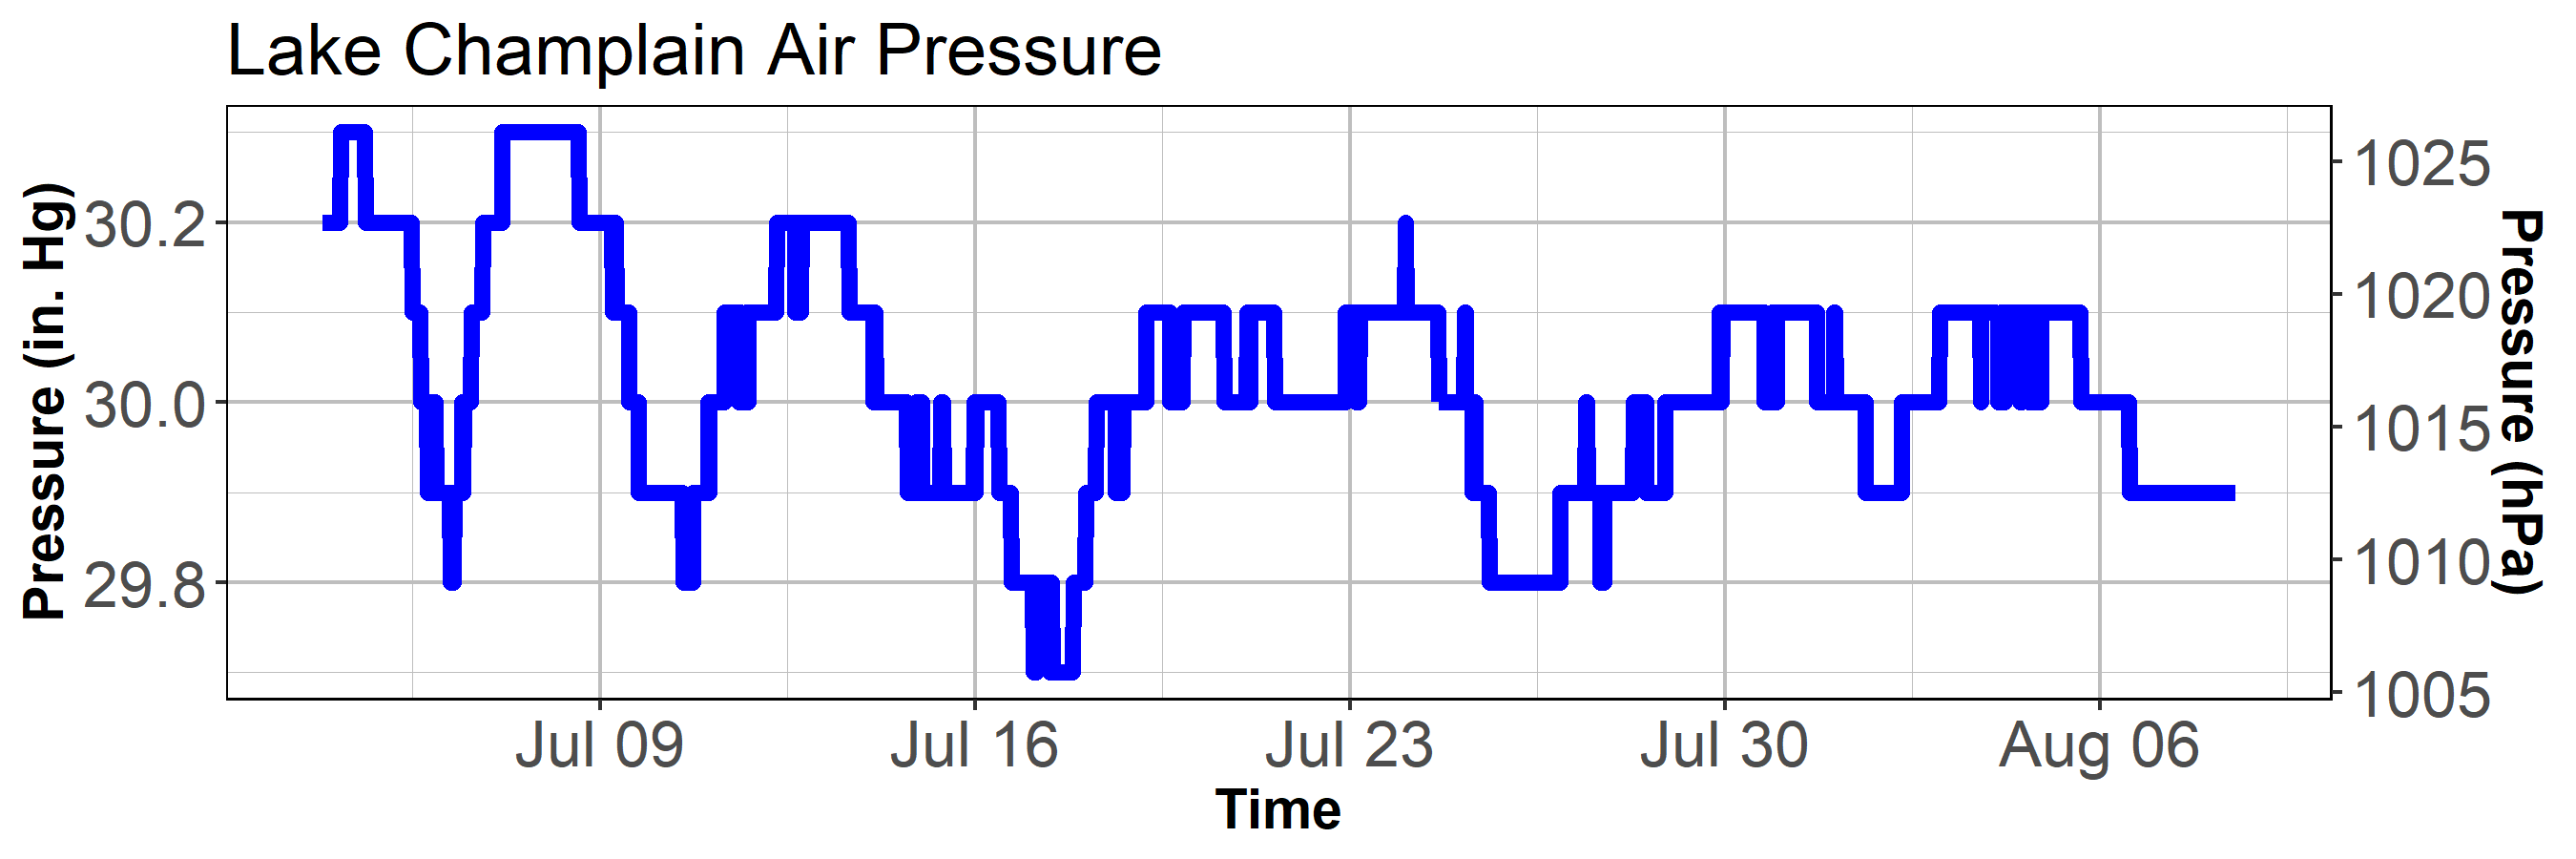 Lake Champlain Air Pressure
Pressure (in. Hg)
30.2
30.0
29.8
1025
1020
1015
1010
1005
Pressure (hPa)
Jul 09 Jul 16 Jul 23 Jul 30 Aug 06
Time